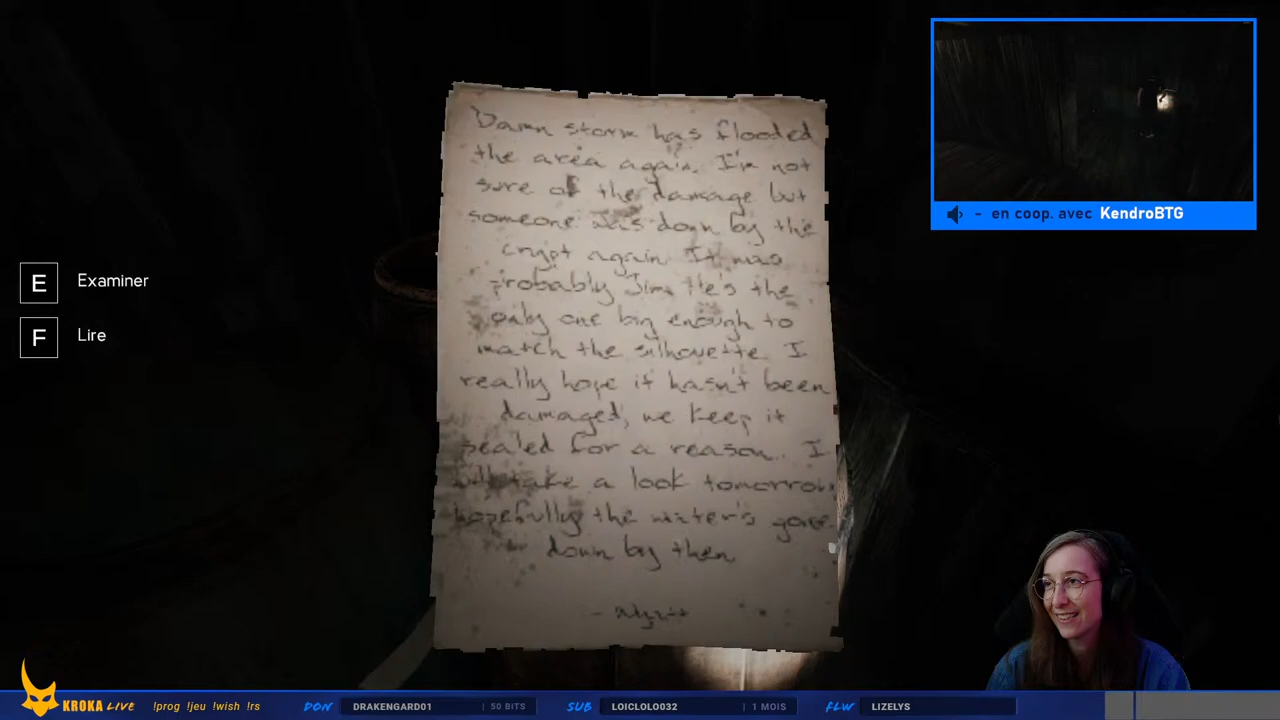 Damn storm has flooded
the area again. I'm not
sure of the damage but
someone was down by the
crypt again. It was
probably Jim. He's the
only one big enough to
match the silhouette. I
really hope it hasn't been
damaged, we keep it
sealed for a reason. I
will take a look tomorrow
hopefully the water's gone
down by then
E Examiner
F Lire
- en coop. avec KendroBTG
KROKA LIVE !prog !jeu !wish !rs DON DRAKENGARD01 | 50 BITS SUB LOICLOLO032 | 1 MOIS FLW LIZELYS